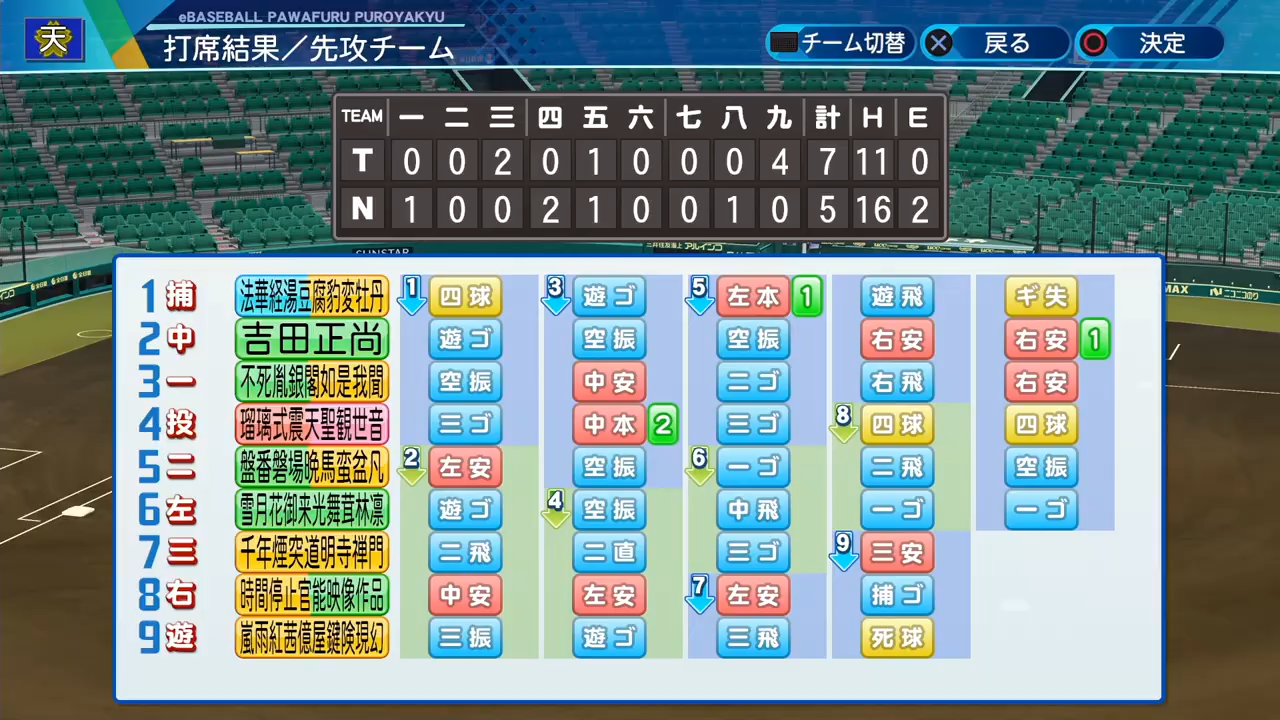 天
eBASEBALL PAWAFURU PUROYAKYU
打席結果／先攻チーム
チーム切替
戻る
決定
TEAM 一 二 三 四 五 六 七 八 九 計 H E
T 0 0 2 0 1 0 0 0 4 7 11 0
N 1 0 0 2 1 0 0 1 0 5 16 2
SUNSTAR
MAX
ニコニコのり
1 捕 法華経湯豆腐豹変牡丹 1 四球 3 遊ゴ 5 左本 1 遊飛 ギ失
2 中 吉田正尚 遊ゴ 空振 空振 右安 右安 1
3 一 不死胤銀閣如是我聞 空振 中安 二ゴ 右飛 右安
4 投 瑠璃式震天聖観世音 三ゴ 中本 2 三ゴ 8 四球 四球
5 二 盤番磐場晩馬蛮盆凡 2 左安 空振 6 一ゴ 二飛 空振
6 左 雪月花御来光舞茸林凛 遊ゴ 4 空振 中飛 一ゴ 一ゴ
7 三 千年煙突道明寺禅門 二飛 二直 三ゴ 9 三安
8 右 時間停止官能映像作品 中安 左安 7 左安 捕ゴ
9 遊 嵐雨紅茜億屋鍵険現幻 三振 遊ゴ 三飛 死球